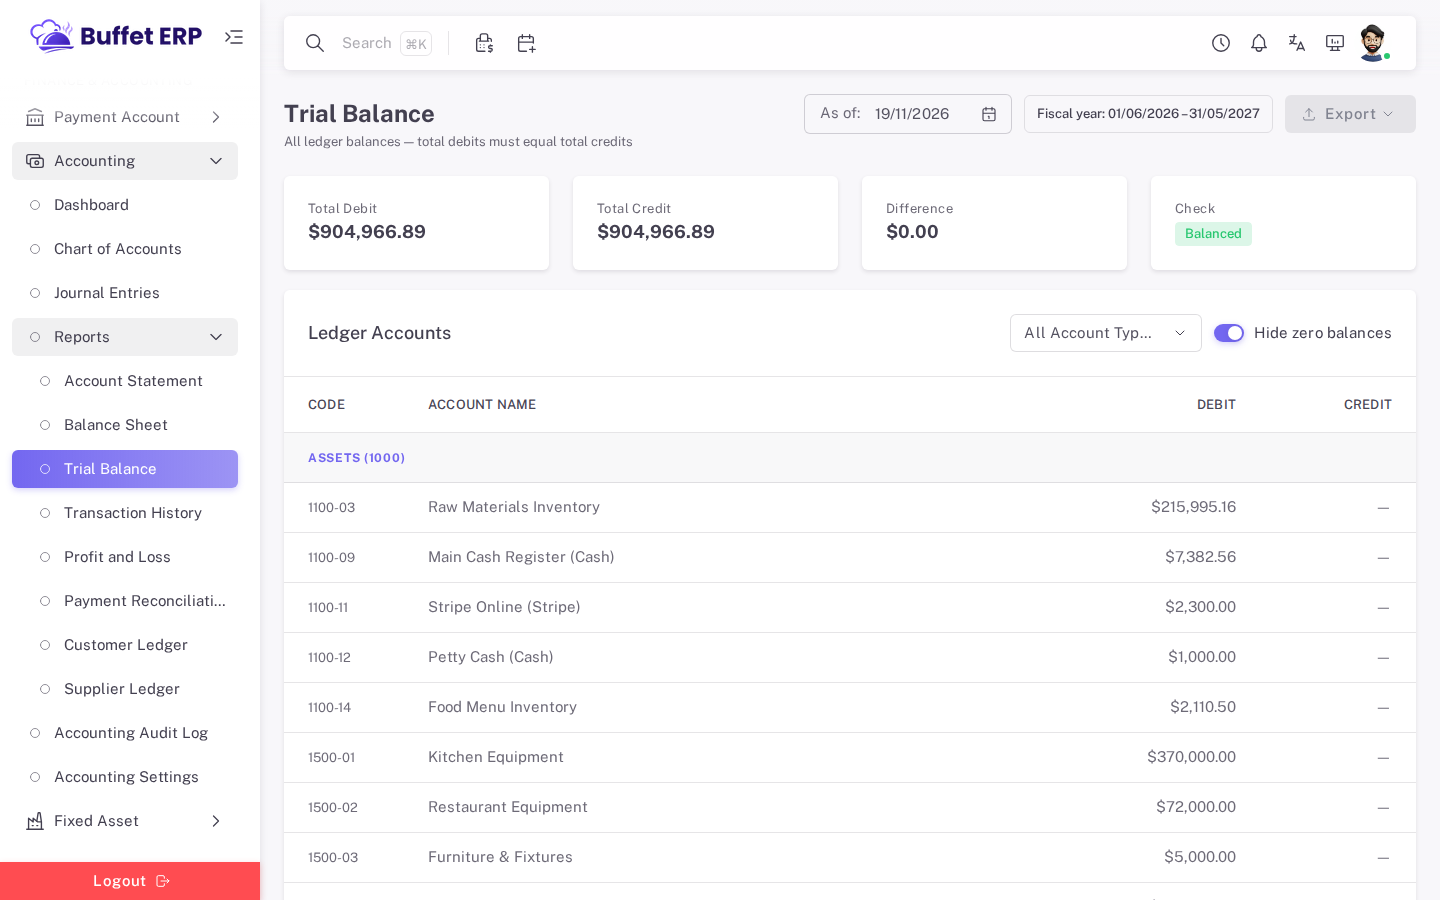 Buffet ERP
Search ⌘K
Payment Account
Accounting
Dashboard
Chart of Accounts
Journal Entries
Reports
Account Statement
Balance Sheet
Trial Balance
Transaction History
Profit and Loss
Payment Reconciliati...
Customer Ledger
Supplier Ledger
Accounting Audit Log
Accounting Settings
Fixed Asset
Logout
Trial Balance
All ledger balances — total debits must equal total credits
As of: 19/11/2026
Fiscal year: 01/06/2026 – 31/05/2027
Export
Total Debit
$904,966.89
Total Credit
$904,966.89
Difference
$0.00
Check
Balanced
Ledger Accounts
All Account Typ...
Hide zero balances
CODE ACCOUNT NAME DEBIT CREDIT
ASSETS (1000)
1100-03 Raw Materials Inventory $215,995.16 —
1100-09 Main Cash Register (Cash) $7,382.56 —
1100-11 Stripe Online (Stripe) $2,300.00 —
1100-12 Petty Cash (Cash) $1,000.00 —
1100-14 Food Menu Inventory $2,110.50 —
1500-01 Kitchen Equipment $370,000.00 —
1500-02 Restaurant Equipment $72,000.00 —
1500-03 Furniture & Fixtures $5,000.00 —